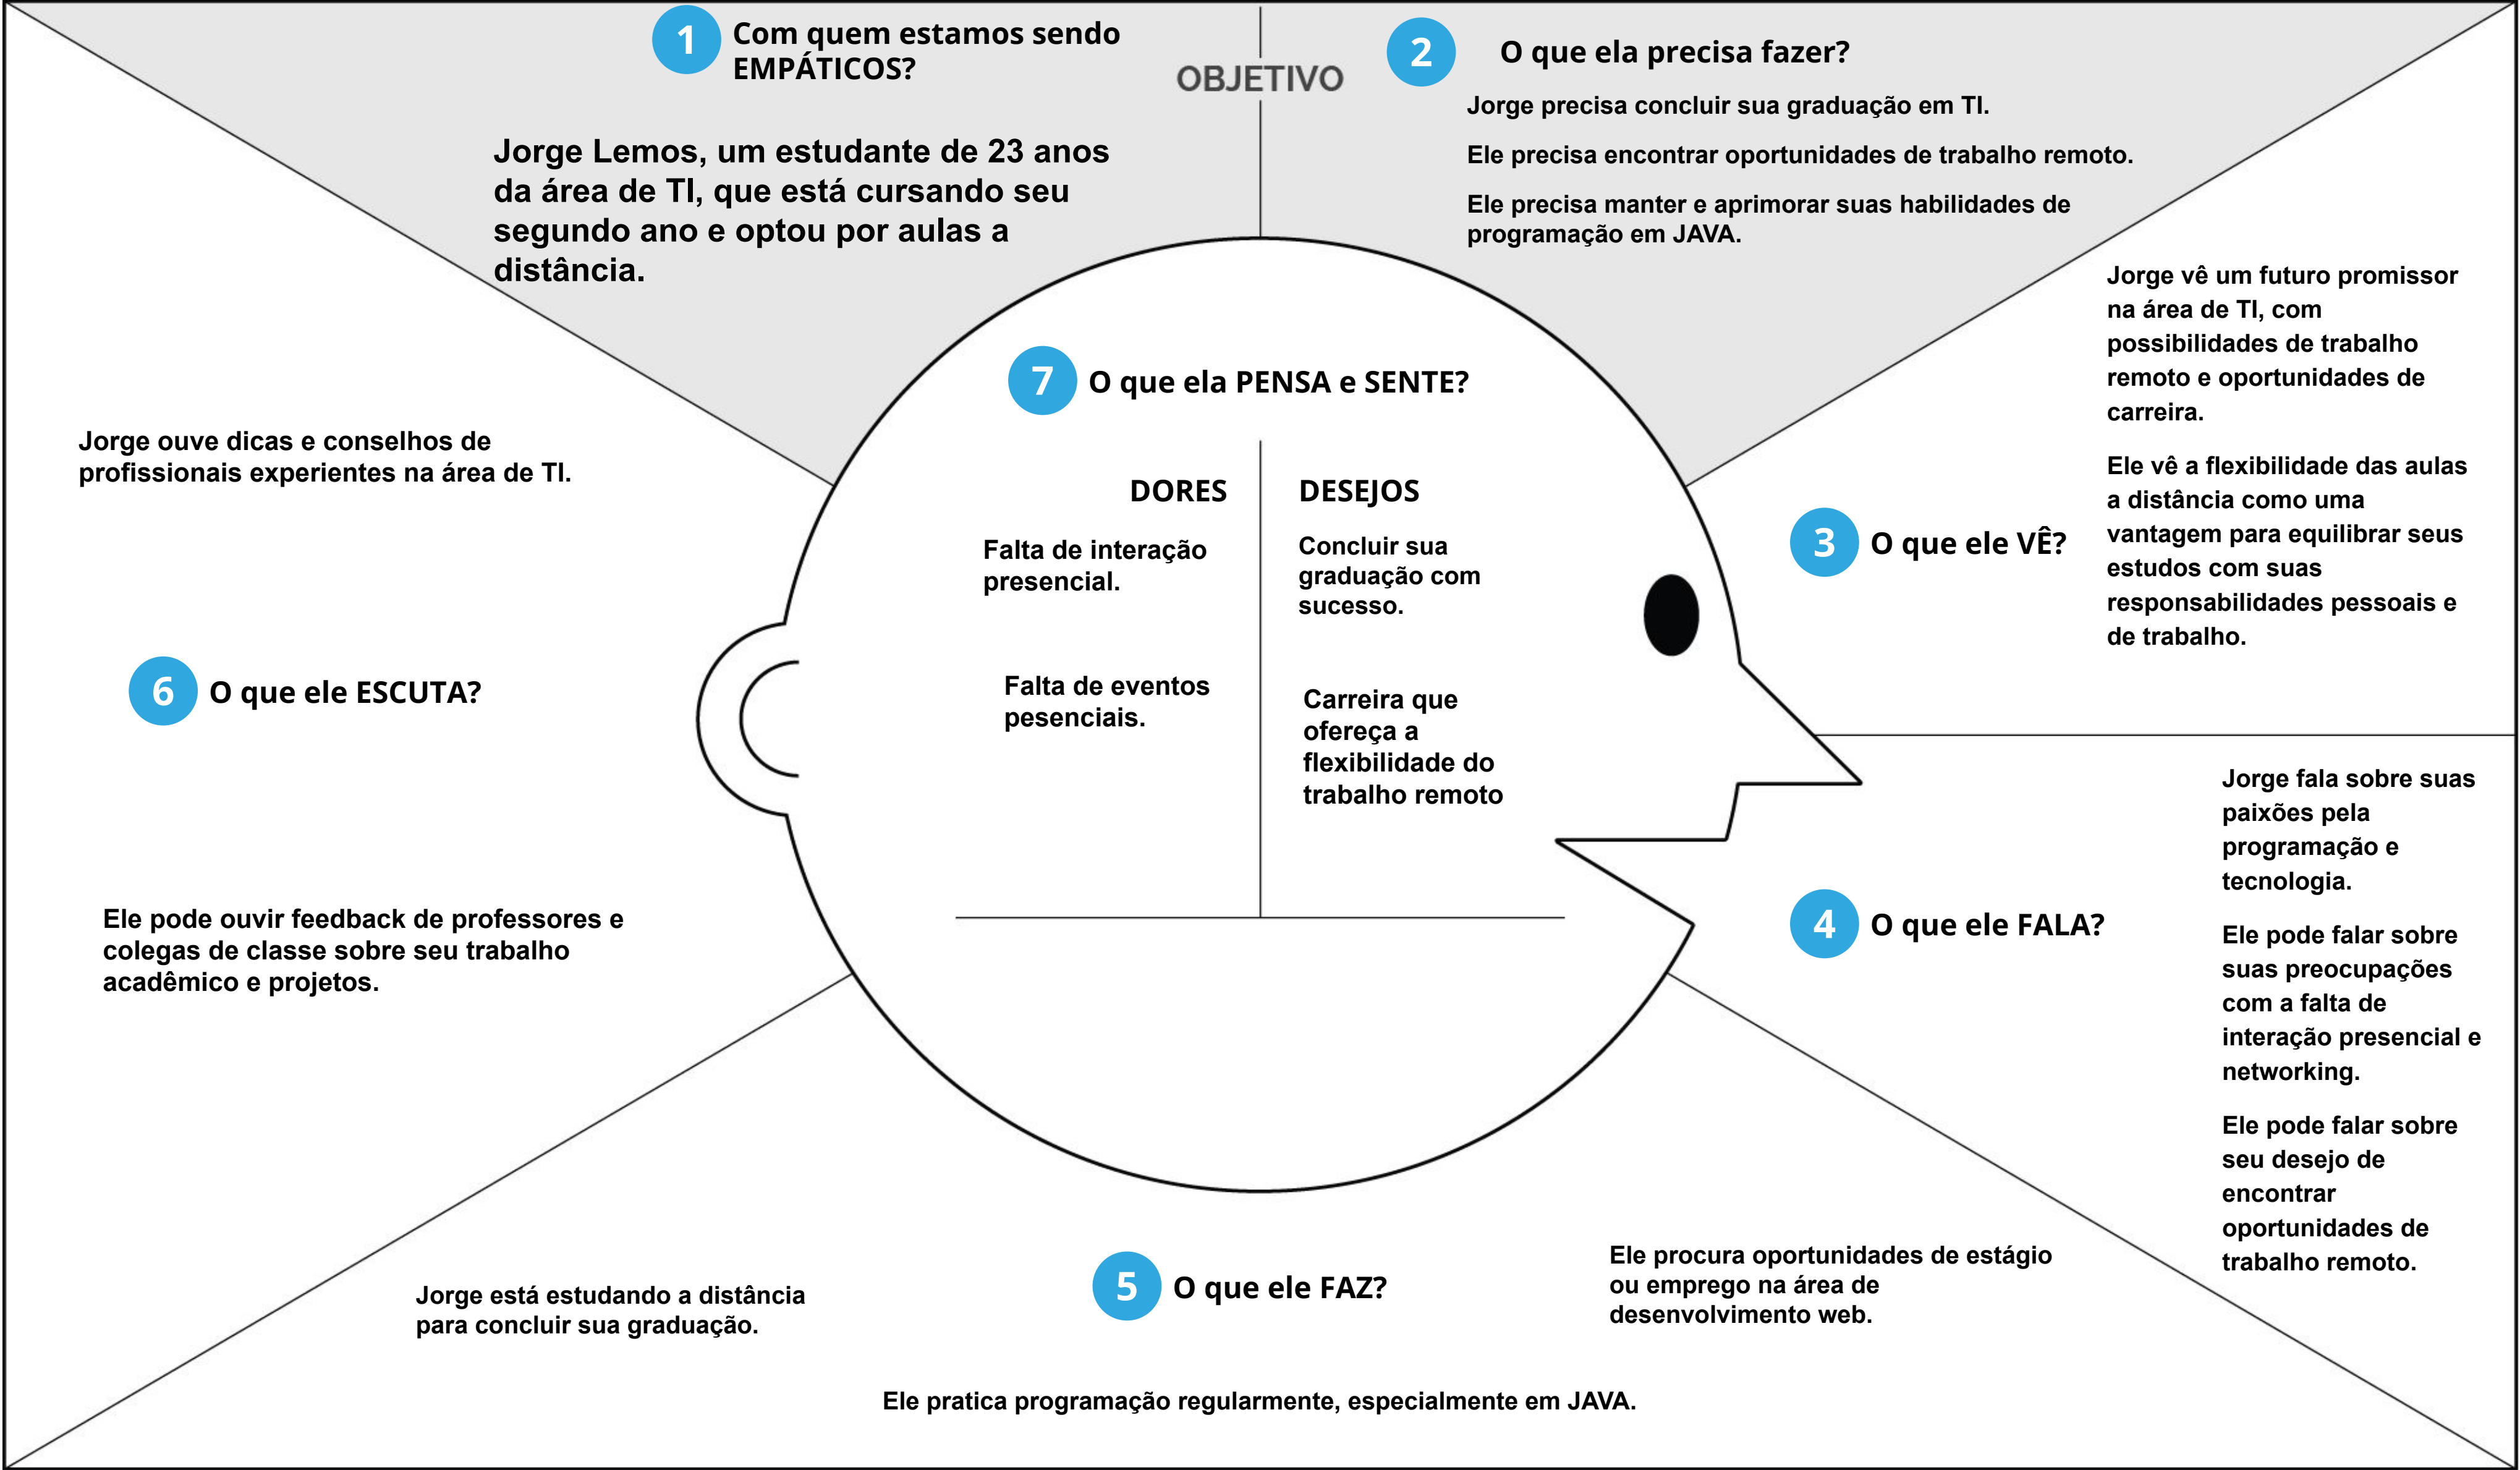 1
Com quem estamos sendo
EMPÁTICOS?
Jorge Lemos, um estudante de 23 anos
da área de TI, que está cursando seu
segundo ano e optou por aulas a
distância.
OBJETIVO
2
O que ela precisa fazer?
Jorge precisa concluir sua graduação em TI.
Ele precisa encontrar oportunidades de trabalho remoto.
Ele precisa manter e aprimorar suas habilidades de
programação em JAVA.
3
O que ele VÊ?
Jorge vê um futuro promissor
na área de TI, com
possibilidades de trabalho
remoto e oportunidades de
carreira.
Ele vê a flexibilidade das aulas
a distância como uma
vantagem para equilibrar seus
estudos com suas
responsabilidades pessoais e
de trabalho.
4
O que ele FALA?
Jorge fala sobre suas
paixões pela
programação e
tecnologia.
Ele pode falar sobre
suas preocupações
com a falta de
interação presencial e
networking.
Ele pode falar sobre
seu desejo de
encontrar
oportunidades de
trabalho remoto.
5
O que ele FAZ?
Jorge está estudando a distância
para concluir sua graduação.
Ele procura oportunidades de estágio
ou emprego na área de
desenvolvimento web.
Ele pratica programação regularmente, especialmente em JAVA.
6
O que ele ESCUTA?
Jorge ouve dicas e conselhos de
profissionais experientes na área de TI.
Ele pode ouvir feedback de professores e
colegas de classe sobre seu trabalho
acadêmico e projetos.
7
O que ela PENSA e SENTE?
DORES
Falta de interação
presencial.
Falta de eventos
pesenciais.
DESEJOS
Concluir sua
graduação com
sucesso.
Carreira que
ofereça a
flexibilidade do
trabalho remoto